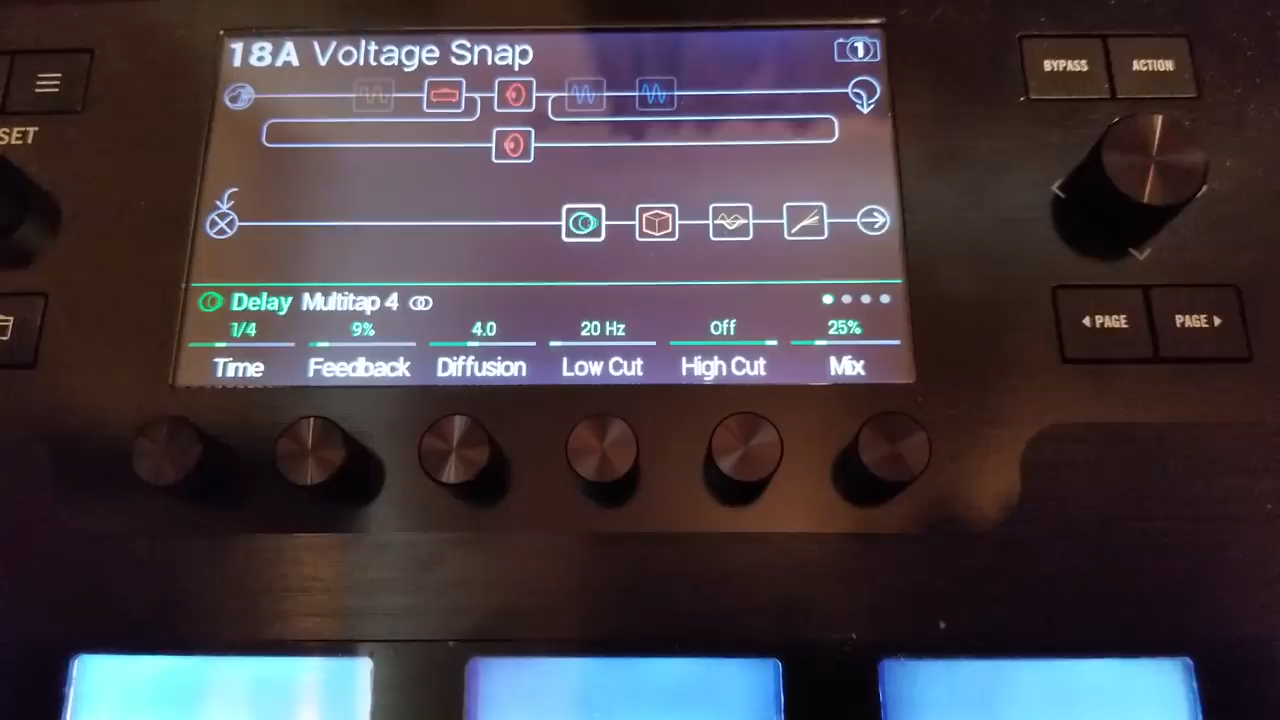 18A Voltage Snap
1
BYPASS
ACTION
SET
Delay Multitap 4
1/4 9% 4.0 20 Hz Off 25%
Time Feedback Diffusion Low Cut High Cut Mix
PAGE
PAGE